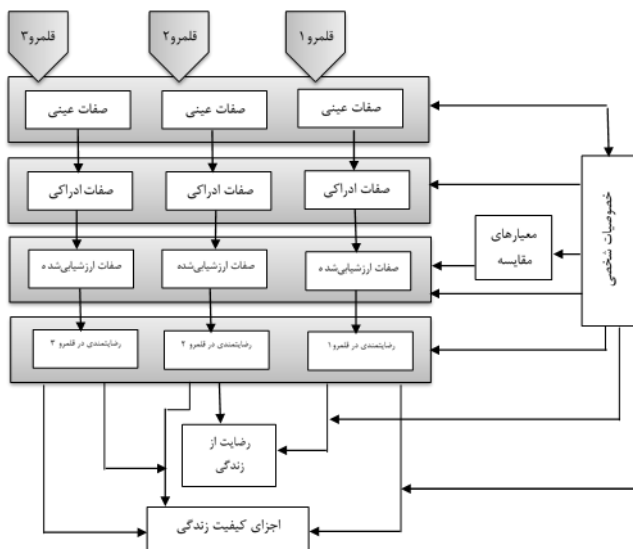 قلمرو۱
قلمرو۲
قلمرو۳
صفات عینی
صفات عینی
صفات عینی
صفات ادراکی
صفات ادراکی
صفات ادراکی
خصوصیات شخصی
معیارهای
مقایسه
صفات ارزشیابی‌شده
صفات ارزشیابی‌شده
صفات ارزشیابی‌شده
رضایتمندی در قلمرو۱
رضایتمندی در قلمرو ۲
رضایتمندی در قلمرو ۳
رضایت از
زندگی
اجزای کیفیت زندگی